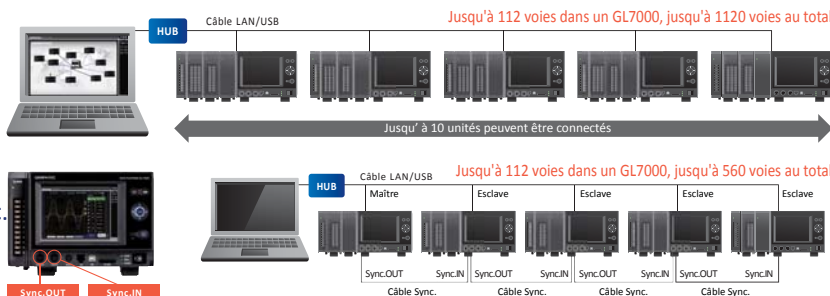 Jusqu'à 112 voies dans un GL7000, jusqu'à 1120 voies au total
Câble LAN/USB
HUB
Jusqu' à 10 unités peuvent être connectés
Jusqu'à 112 voies dans un GL7000, jusqu'à 560 voies au total
Câble LAN/USB
HUB
Maître Esclave Esclave Esclave Esclave
Sync.OUT Sync.IN Sync.OUT Sync.IN Sync.OUT Sync.IN Sync.OUT Sync.IN
Câble Sync. Câble Sync. Câble Sync. Câble Sync.
Sync.OUT Sync.IN